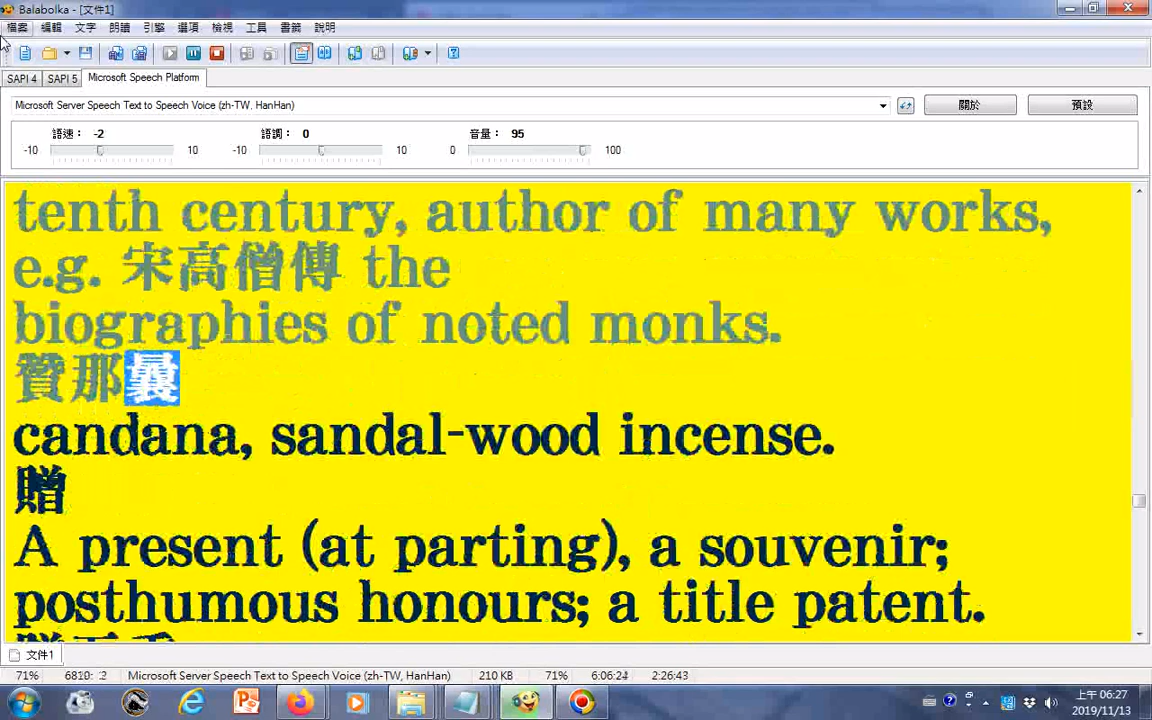 Balabolka - [文件1]
檔案 編輯 文字 朗讀 引擎 選項 檢視 工具 書籤 說明
SAPI 4 SAPI 5 Microsoft Speech Platform
Microsoft Server Speech Text to Speech Voice (zh-TW, HanHan) 關於 預設
語速： -2 語調： 0 音量： 95
-10 10 -10 10 0 100
tenth century, author of many works,
e.g. 宋高僧傳 the
biographies of noted monks.
贊那曩
candana, sandal-wood incense.
贈
A present (at parting), a souvenir;
posthumous honours; a title patent.
文件1
71% Microsoft Server Speech Text to Speech Voice (zh-TW, HanHan) 210 KB 71% 6:06:24 2:26:43
上午 06:27
2019/11/13